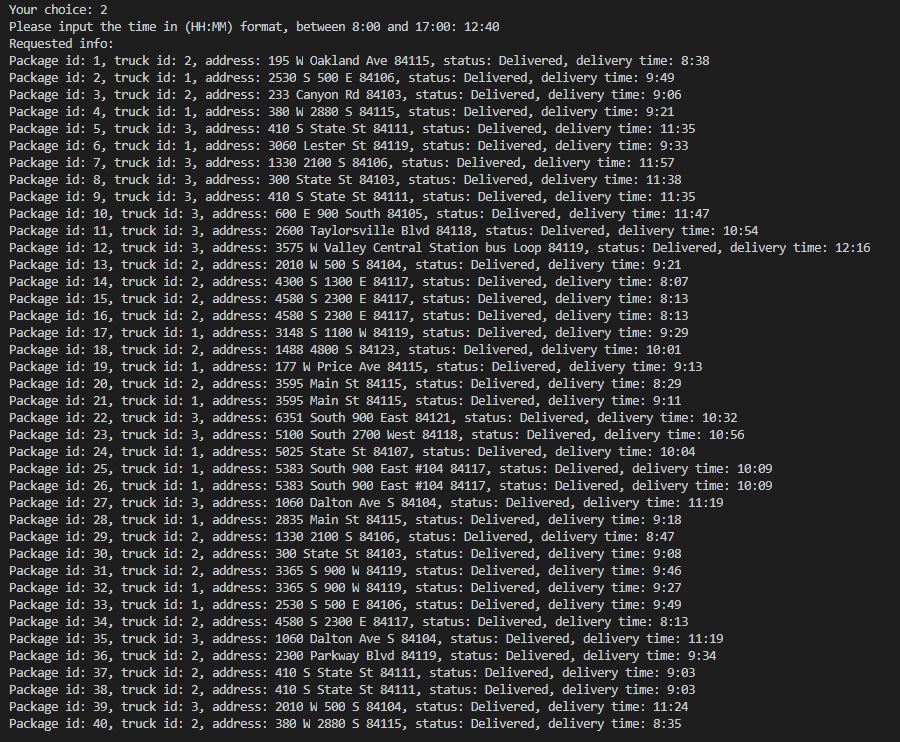 Your choice: 2
Please input the time in (HH:MM) format, between 8:00 and 17:00: 12:40
Requested info:
Package id: 1, truck id: 2, address: 195 W Oakland Ave 84115, status: Delivered, delivery time: 8:38
Package id: 2, truck id: 1, address: 2530 S 500 E 84106, status: Delivered, delivery time: 9:49
Package id: 3, truck id: 2, address: 233 Canyon Rd 84103, status: Delivered, delivery time: 9:06
Package id: 4, truck id: 1, address: 380 W 2880 S 84115, status: Delivered, delivery time: 9:21
Package id: 5, truck id: 3, address: 410 S State St 84111, status: Delivered, delivery time: 11:35
Package id: 6, truck id: 1, address: 3060 Lester St 84119, status: Delivered, delivery time: 9:33
Package id: 7, truck id: 3, address: 1330 2100 S 84106, status: Delivered, delivery time: 11:57
Package id: 8, truck id: 3, address: 300 State St 84103, status: Delivered, delivery time: 11:38
Package id: 9, truck id: 3, address: 410 S State St 84111, status: Delivered, delivery time: 11:35
Package id: 10, truck id: 3, address: 600 E 900 South 84105, status: Delivered, delivery time: 11:47
Package id: 11, truck id: 3, address: 2600 Taylorsville Blvd 84118, status: Delivered, delivery time: 10:54
Package id: 12, truck id: 3, address: 3575 W Valley Central Station bus Loop 84119, status: Delivered, delivery time: 12:16
Package id: 13, truck id: 2, address: 2010 W 500 S 84104, status: Delivered, delivery time: 9:21
Package id: 14, truck id: 2, address: 4300 S 1300 E 84117, status: Delivered, delivery time: 8:07
Package id: 15, truck id: 2, address: 4580 S 2300 E 84117, status: Delivered, delivery time: 8:13
Package id: 16, truck id: 2, address: 4580 S 2300 E 84117, status: Delivered, delivery time: 8:13
Package id: 17, truck id: 1, address: 3148 S 1100 W 84119, status: Delivered, delivery time: 9:29
Package id: 18, truck id: 2, address: 1488 4800 S 84123, status: Delivered, delivery time: 10:01
Package id: 19, truck id: 1, address: 177 W Price Ave 84115, status: Delivered, delivery time: 9:13
Package id: 20, truck id: 2, address: 3595 Main St 84115, status: Delivered, delivery time: 8:29
Package id: 21, truck id: 1, address: 3595 Main St 84115, status: Delivered, delivery time: 9:11
Package id: 22, truck id: 3, address: 6351 South 900 East 84121, status: Delivered, delivery time: 10:32
Package id: 23, truck id: 3, address: 5100 South 2700 West 84118, status: Delivered, delivery time: 10:56
Package id: 24, truck id: 1, address: 5025 State St 84107, status: Delivered, delivery time: 10:04
Package id: 25, truck id: 1, address: 5383 South 900 East #104 84117, status: Delivered, delivery time: 10:09
Package id: 26, truck id: 1, address: 5383 South 900 East #104 84117, status: Delivered, delivery time: 10:09
Package id: 27, truck id: 3, address: 1060 Dalton Ave S 84104, status: Delivered, delivery time: 11:19
Package id: 28, truck id: 1, address: 2835 Main St 84115, status: Delivered, delivery time: 9:18
Package id: 29, truck id: 2, address: 1330 2100 S 84106, status: Delivered, delivery time: 8:47
Package id: 30, truck id: 2, address: 300 State St 84103, status: Delivered, delivery time: 9:08
Package id: 31, truck id: 2, address: 3365 S 900 W 84119, status: Delivered, delivery time: 9:46
Package id: 32, truck id: 1, address: 3365 S 900 W 84119, status: Delivered, delivery time: 9:27
Package id: 33, truck id: 1, address: 2530 S 500 E 84106, status: Delivered, delivery time: 9:49
Package id: 34, truck id: 2, address: 4580 S 2300 E 84117, status: Delivered, delivery time: 8:13
Package id: 35, truck id: 3, address: 1060 Dalton Ave S 84104, status: Delivered, delivery time: 11:19
Package id: 36, truck id: 2, address: 2300 Parkway Blvd 84119, status: Delivered, delivery time: 9:34
Package id: 37, truck id: 2, address: 410 S State St 84111, status: Delivered, delivery time: 9:03
Package id: 38, truck id: 2, address: 410 S State St 84111, status: Delivered, delivery time: 9:03
Package id: 39, truck id: 3, address: 2010 W 500 S 84104, status: Delivered, delivery time: 11:24
Package id: 40, truck id: 2, address: 380 W 2880 S 84115, status: Delivered, delivery time: 8:35